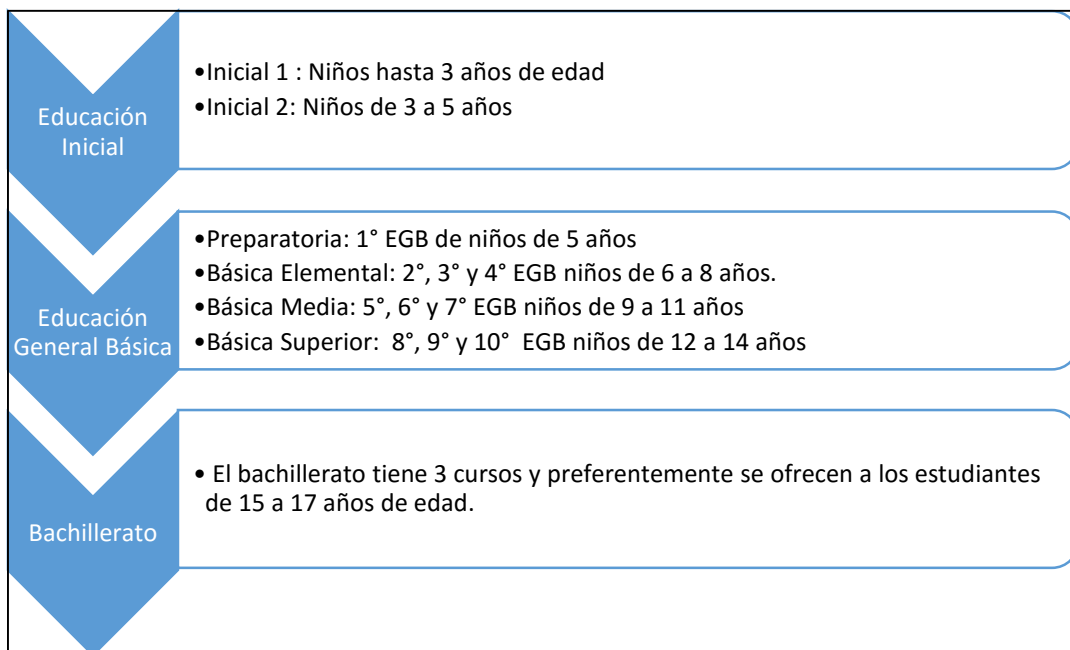 Educación
Inicial
•Inicial 1 : Niños hasta 3 años de edad
•Inicial 2: Niños de 3 a 5 años
Educación
General Básica
•Preparatoria: 1° EGB de niños de 5 años
•Básica Elemental: 2°, 3° y 4° EGB niños de 6 a 8 años.
•Básica Media: 5°, 6° y 7° EGB niños de 9 a 11 años
•Básica Superior:  8°, 9° y 10°  EGB niños de 12 a 14 años
Bachillerato
• El bachillerato tiene 3 cursos y preferentemente se ofrecen a los estudiantes
de 15 a 17 años de edad.